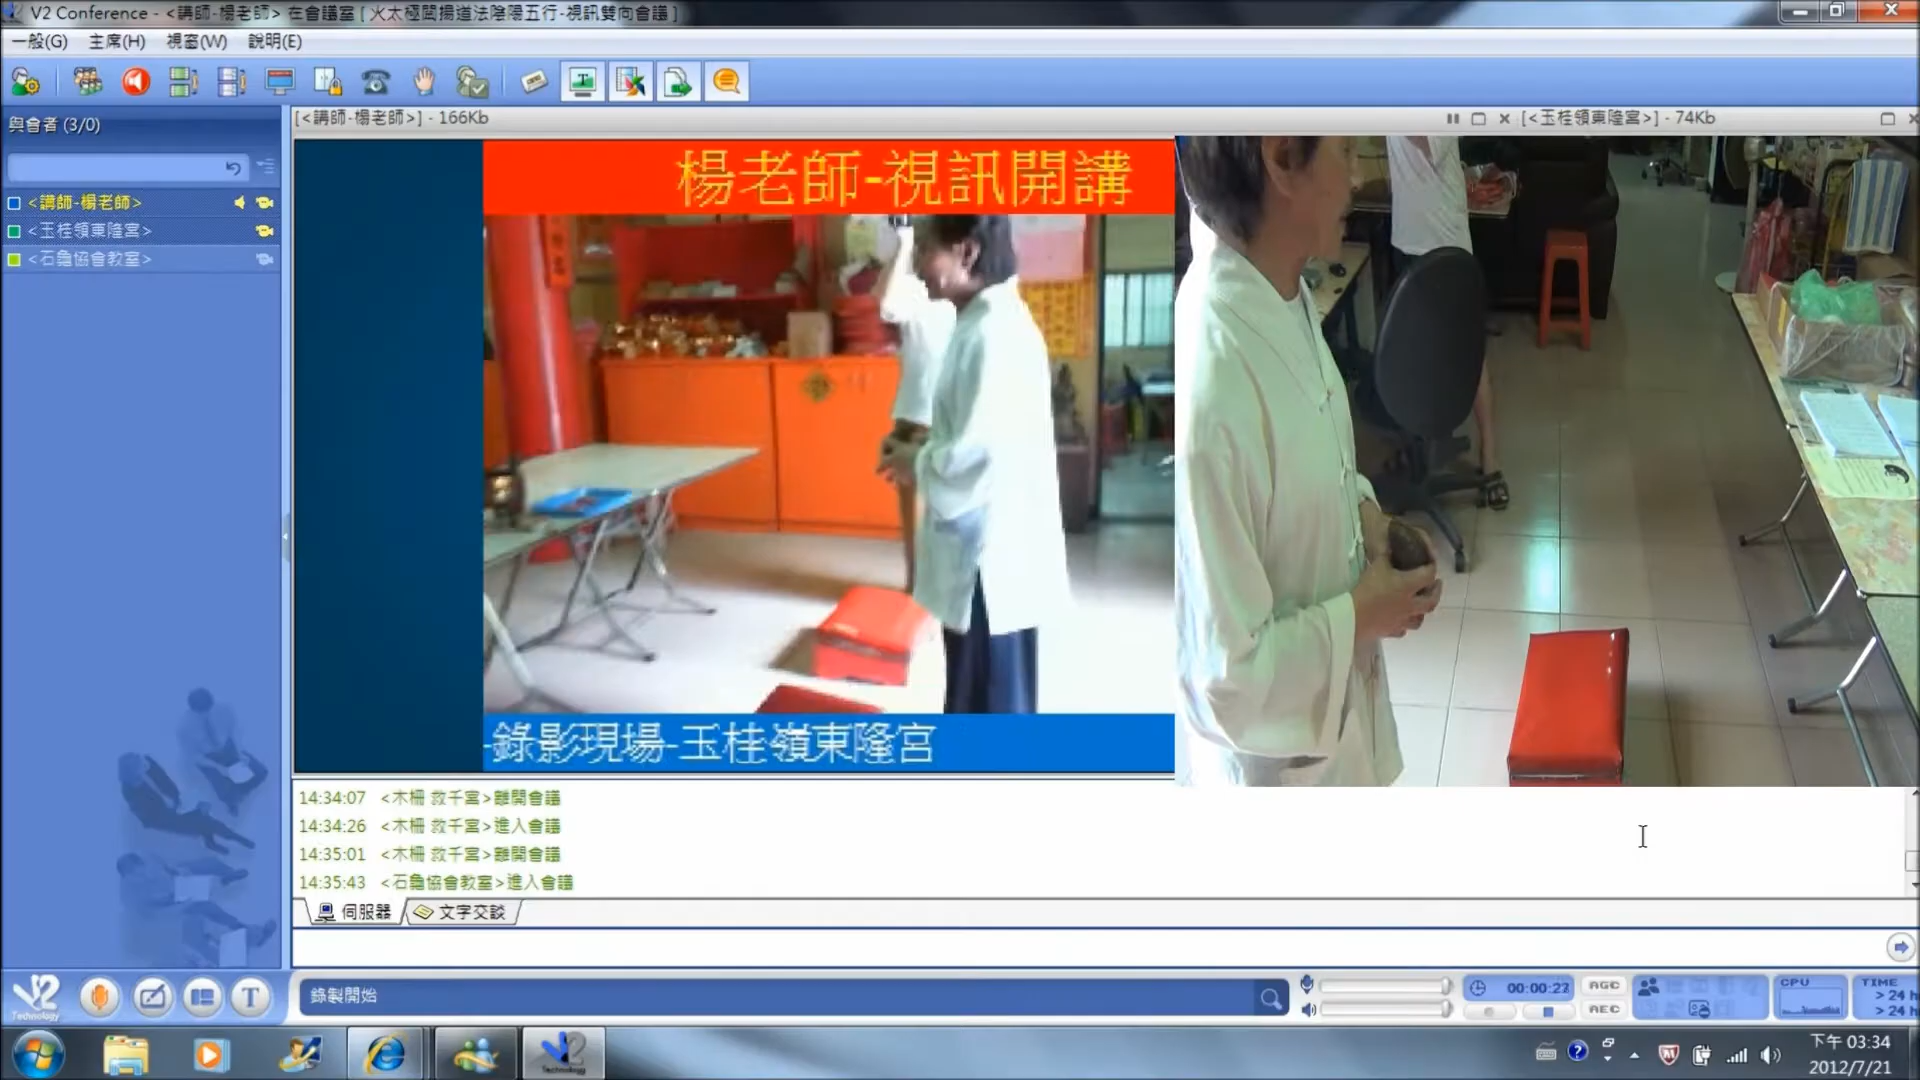 V2 Conference - <講師-楊老師> 在會議室 [ 火太極闡揚道法陰陽五行-視訊雙向會議 ]
一般(G) 主席(H) 視窗(W) 說明(E)
與會者 (3/0)
[<講師-楊老師>] - 166Kb
[<玉桂領東隆宮>] - 74Kb
<講師-楊老師>
<玉桂領東隆宮>
<石龜協會教室>
楊老師-視訊開講
-錄影現場-玉桂嶺東隆宮
14:34:07 <木柵 救千宮>離開會議
14:34:26 <木柵 救千宮>進入會議
14:35:01 <木柵 救千宮>離開會議
14:35:43 <石龜協會教室>進入會議
伺服器 文字交談
V2 Technology
錄製開始
AGC
AEC
CPU
TIME
> 24 h
> 24 h
下午 03:34
2012/7/21